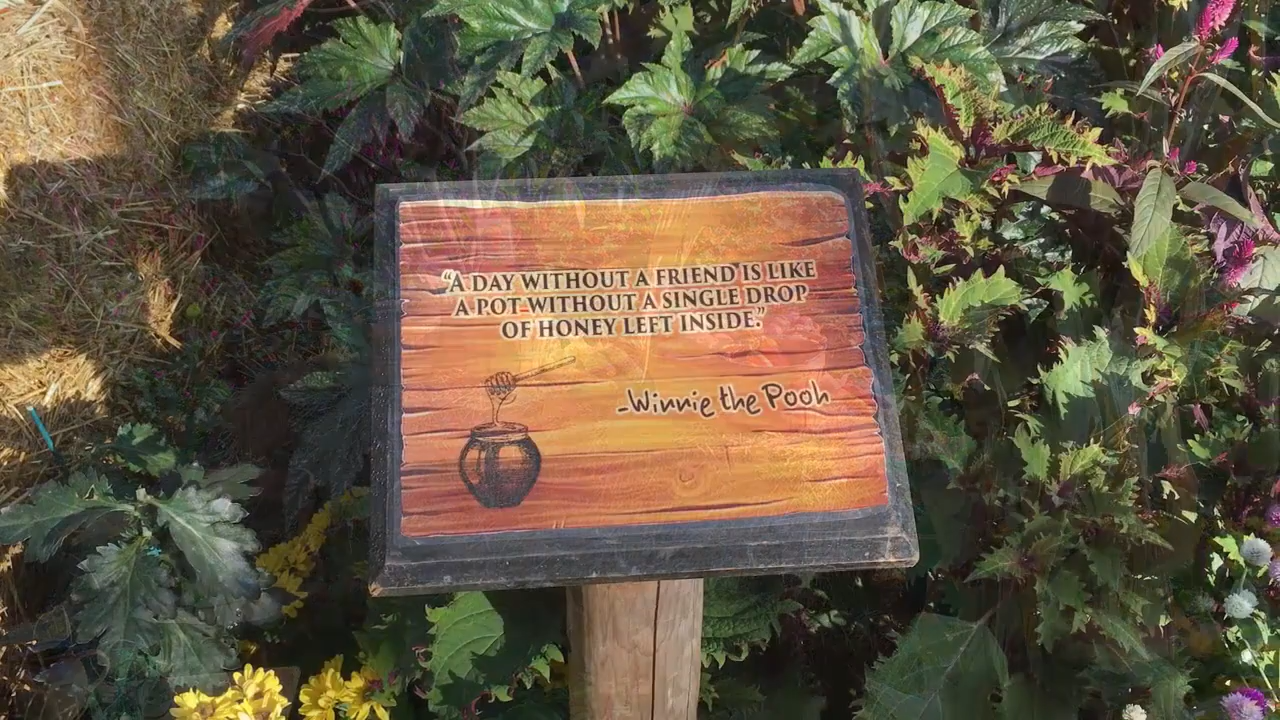 “A DAY WITHOUT A FRIEND IS LIKE
A POT WITHOUT A SINGLE DROP
OF HONEY LEFT INSIDE.”
-Winnie the Pooh